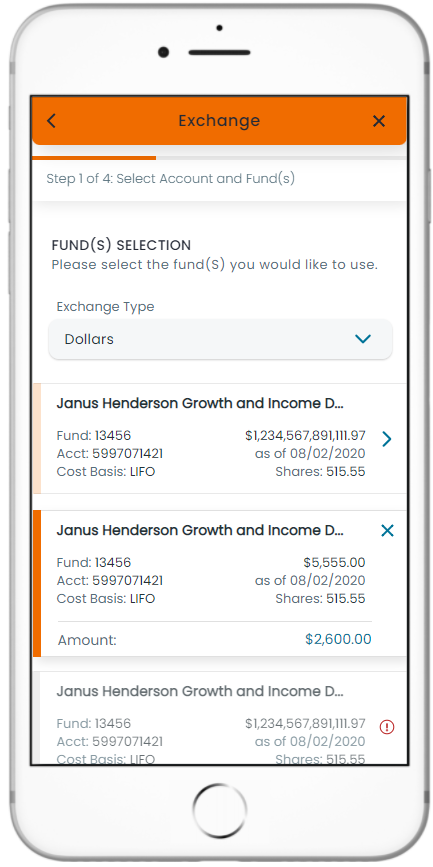 Exchange
Step 1 of 4: Select Account and Fund(s)
FUND(S) SELECTION
Please select the fund(S) you would like to use.
Exchange Type
Dollars
Janus Henderson Growth and Income D...
Fund: 13456 $1,234,567,891,111.97
Acct: 5997071421 as of 08/02/2020
Cost Basis: LIFO Shares: 515.55
Janus Henderson Growth and Income D...
Fund: 13456 $5,555.00
Acct: 5997071421 as of 08/02/2020
Cost Basis: LIFO Shares: 515.55
Amount: $2,600.00
Janus Henderson Growth and Income D...
Fund: 13456 $1,234,567,891,111.97
Acct: 5997071421 as of 08/02/2020
Cost Basis: LIFO Shares: 515.55